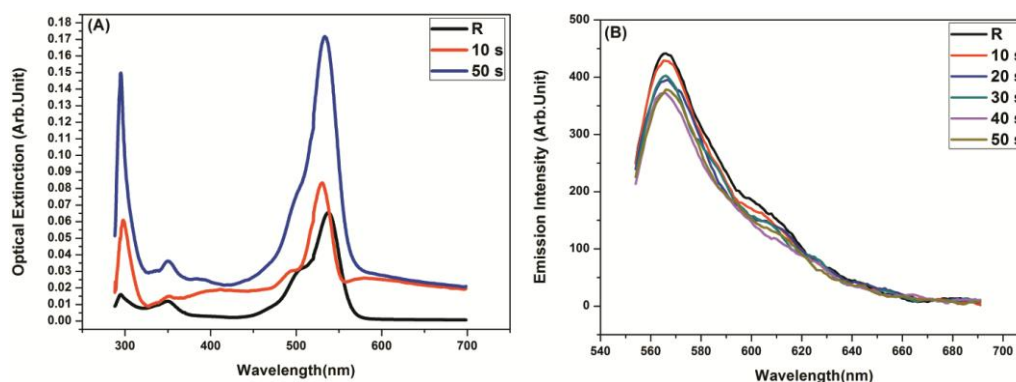 (A)
R
10 s
50 s
Optical Extinction (Arb.Unit)
0.18
0.17
0.16
0.15
0.14
0.13
0.12
0.11
0.10
0.09
0.08
0.07
0.06
0.05
0.04
0.03
0.02
0.01
0.00
300 400 500 600 700
Wavelength(nm)
(B)
R
10 s
20 s
30 s
40 s
50 s
Emission Intensity (Arb.Unit)
500
400
300
200
100
0
540 560 580 600 620 640 660 680 700
Wavelength(nm)